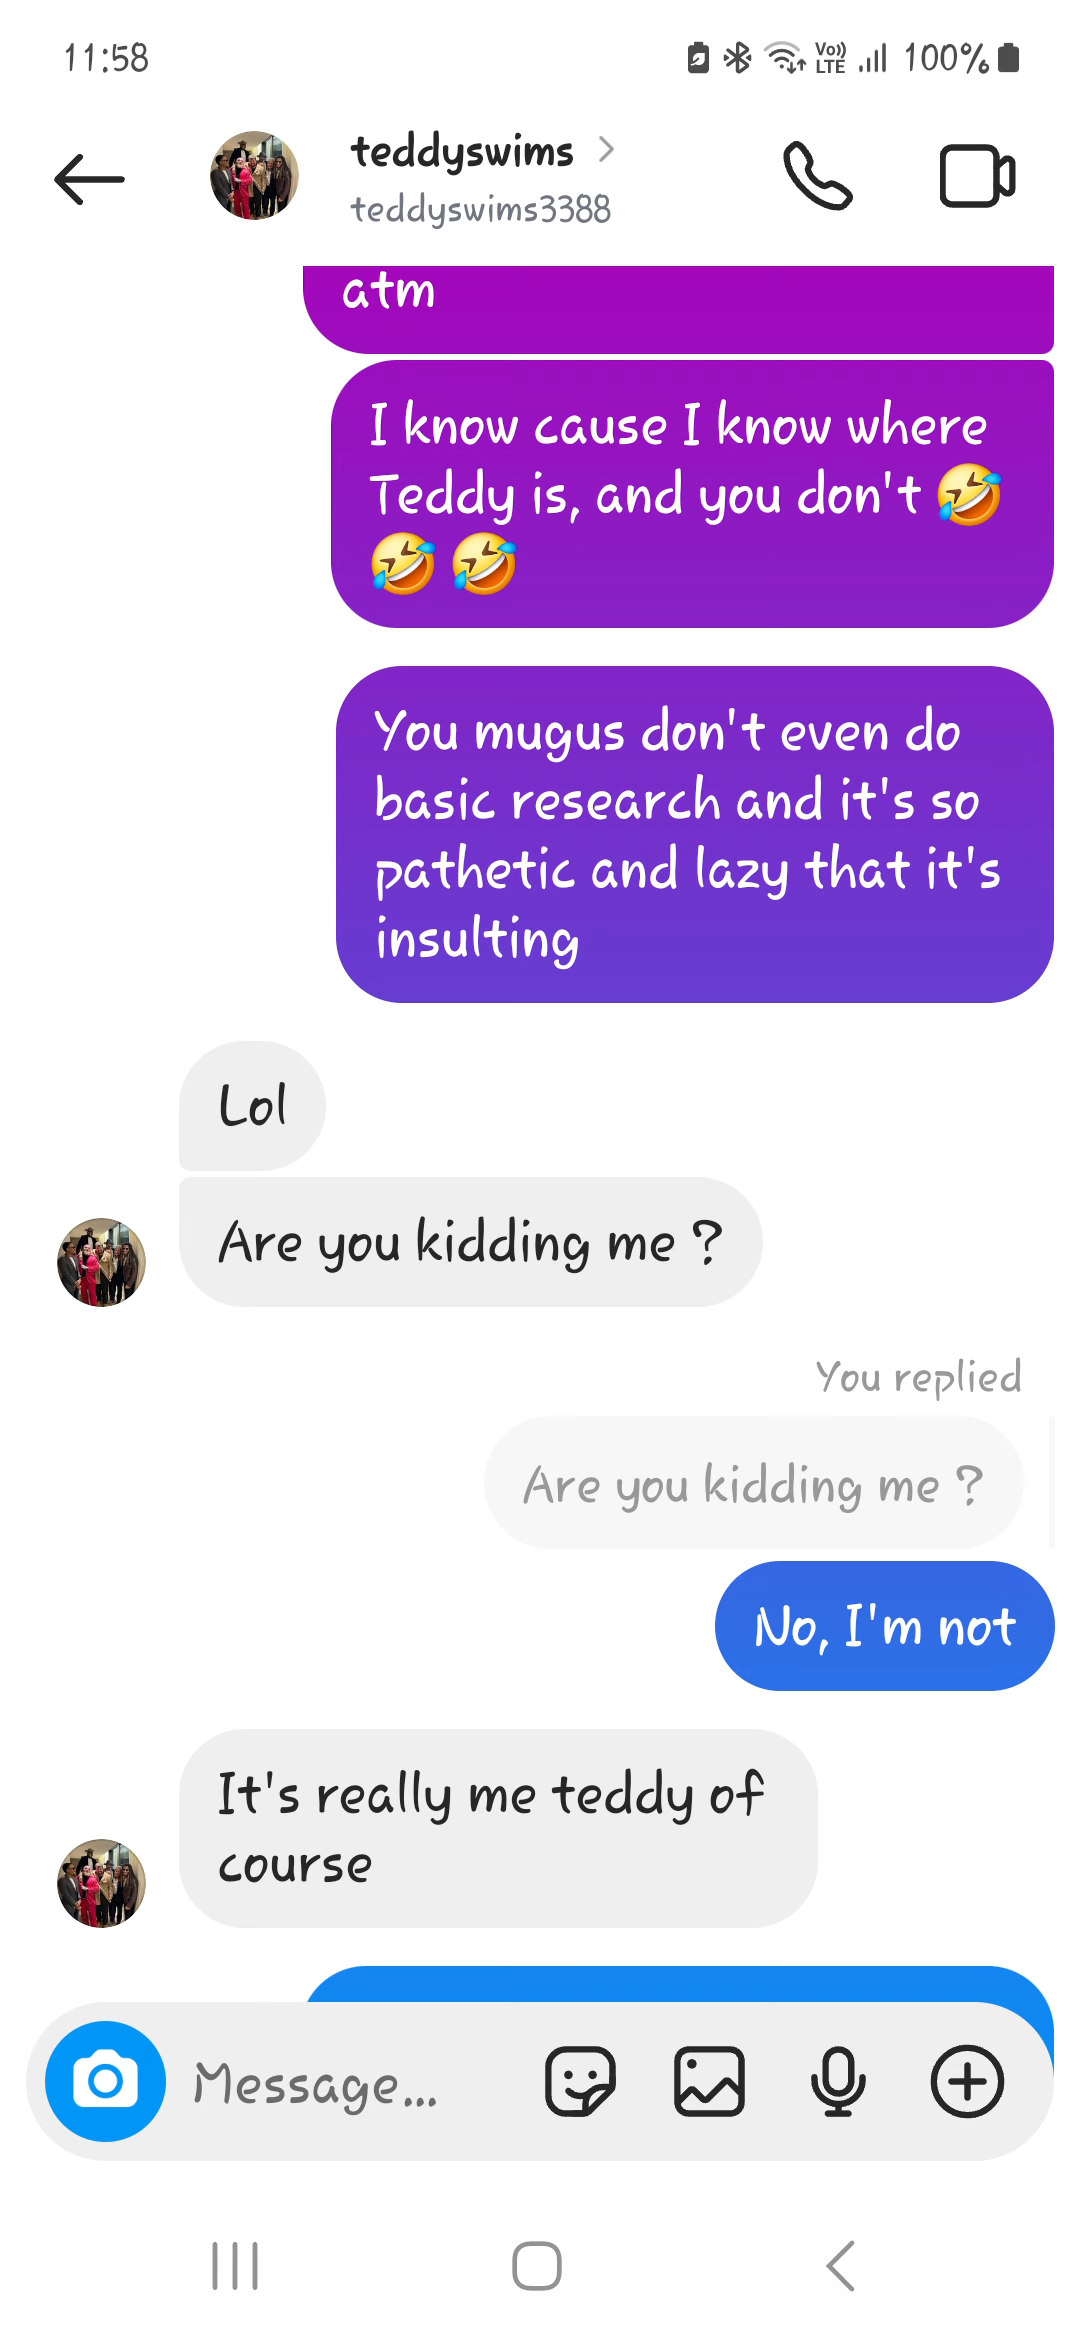 11:58 Vo)) LTE 100%
teddyswims
teddyswims3388
atm
I know cause I know where
Teddy is, and you don't 🤣
🤣 🤣
You mugus don't even do
basic research and it's so
pathetic and lazy that it's
insulting
Lol
Are you kidding me ?
You replied
Are you kidding me ?
No, I'm not
It's really me teddy of
course
Message...